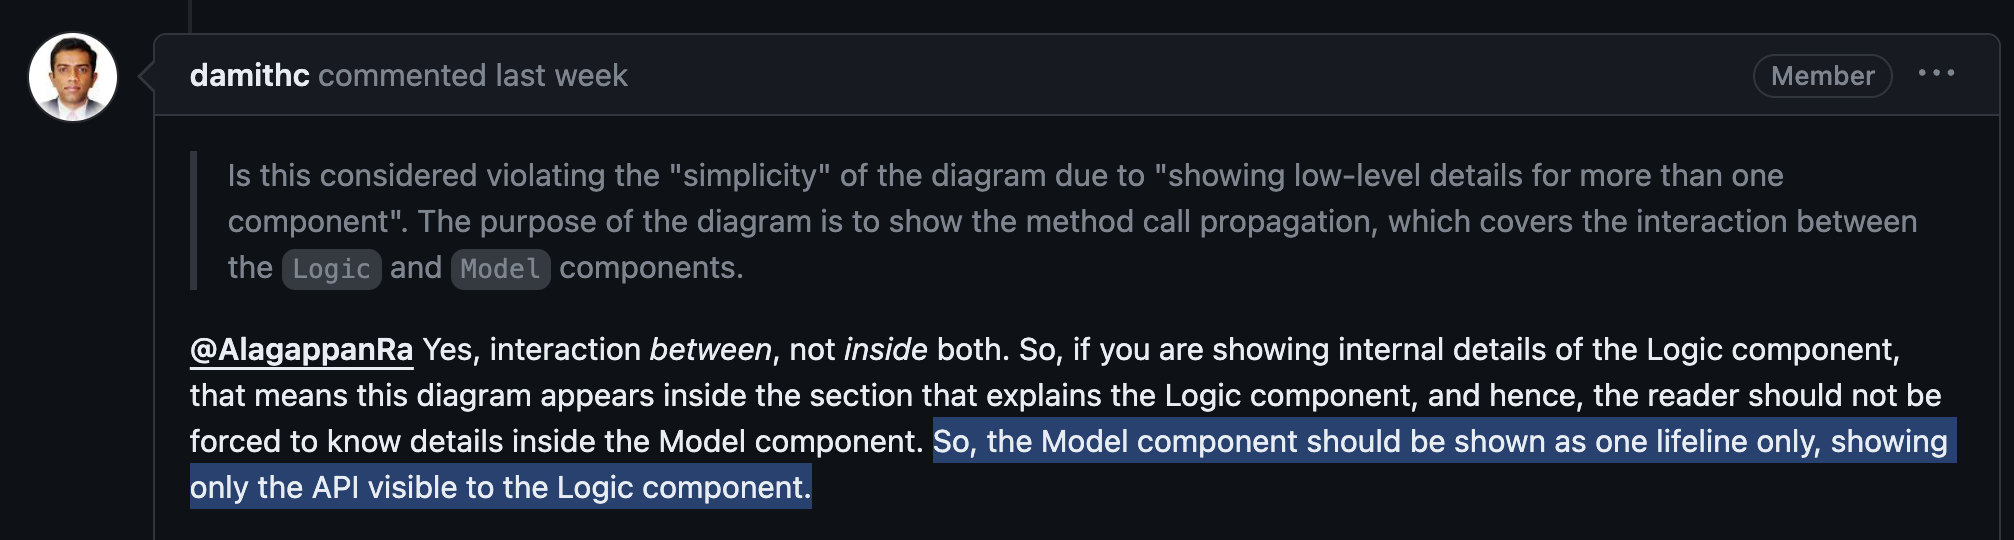 damithc commented last week
Member
Is this considered violating the "simplicity" of the diagram due to "showing low-level details for more than one
component". The purpose of the diagram is to show the method call propagation, which covers the interaction between
the Logic and Model components.
@AlagappanRa Yes, interaction between, not inside both. So, if you are showing internal details of the Logic component,
that means this diagram appears inside the section that explains the Logic component, and hence, the reader should not be
forced to know details inside the Model component. So, the Model component should be shown as one lifeline only, showing
only the API visible to the Logic component.